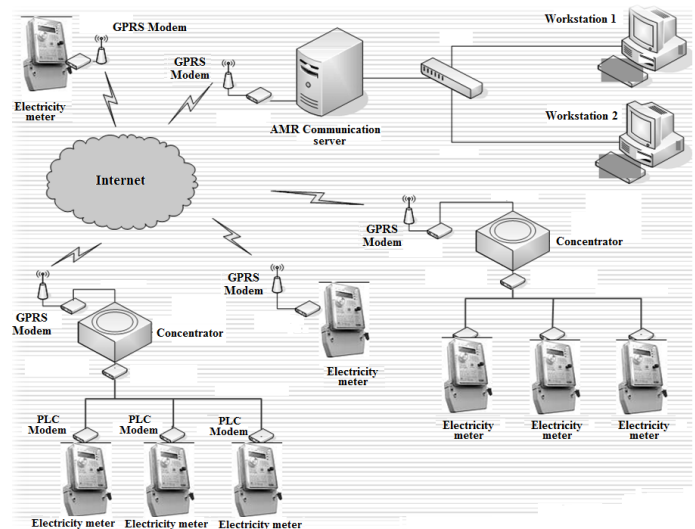 GPRS Modem
Workstation 1
GPRS
Modem
Electricity
meter
AMR Communication
server
Workstation 2
Internet
GPRS
Modem
Concentrator
GPRS
Modem
GPRS
Modem
Concentrator
Electricity
meter
PLC
Modem
PLC
Modem
PLC
Modem
Electricity
meter
Electricity
meter
Electricity
meter
Electricity meter
Electricity meter
Electricity meter